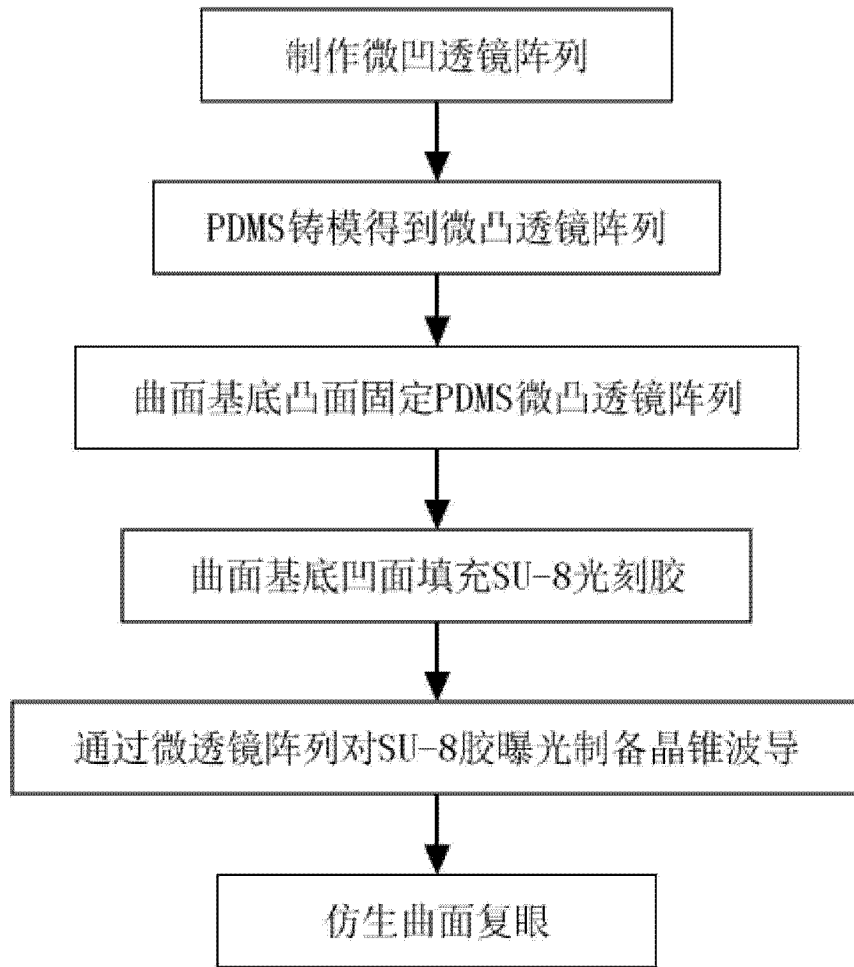 制作微凹透镜阵列
PDMS铸模得到微凸透镜阵列
曲面基底凸面固定PDMS微凸透镜阵列
曲面基底凹面填充SU-8光刻胶
通过微透镜阵列对SU-8胶曝光制备晶锥波导
仿生曲面复眼